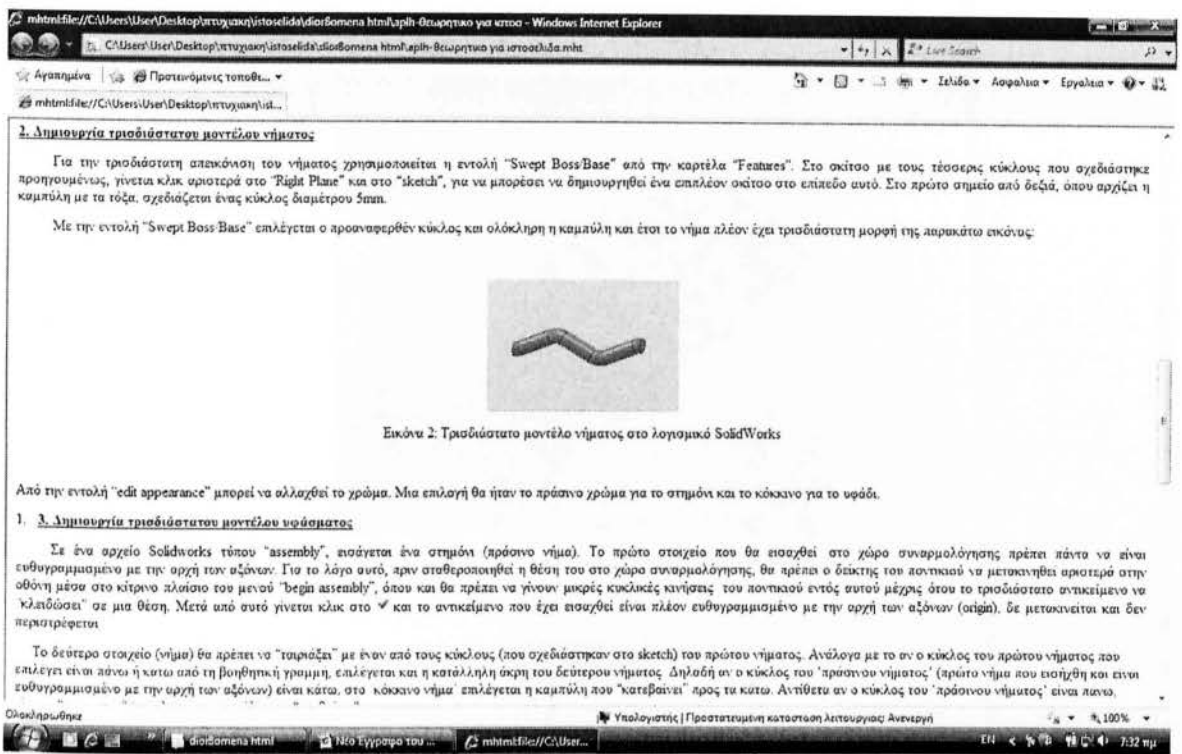 mhtml:file://C:\Users\User\Desktop\πτυχιακη\istoselida\diorθomena html\aplh-θεωρητικο για ιστοσ - Windows Internet Explorer
C:\Users\User\Desktop\πτυχιακη\istoselida\diorθomena html\aplh-θεωρητικο για ιστοσελιδα.mht
Live Search
Αγαπημένα Προτεινόμενες τοποθε...
Σελίδα Ασφάλεια Εργαλεία
mhtml:file://C:\Users\User\Desktop\πτυχιακη\ist...
2. Δημιουργία τρισδιάστατου μοντέλου νήματος
Για την τρισδιάστατη απεικόνιση του νήματος χρησιμοποιείται η εντολή "Swept Boss/Base" από την καρτέλα "Features". Στο σκίτσο με τους τέσσερις κύκλους που σχεδιάστηκε
προηγουμένως, γίνεται κλικ αριστερά στο "Right Plane" και στο "sketch", για να μπορέσει να δημιουργηθεί ένα επιπλέον σκίτσο στο επίπεδο αυτό. Στο πρώτο σημείο από δεξιά, όπου αρχίζει η
καμπύλη με τα τόξα, σχεδιάζεται ένας κύκλος διαμέτρου 5mm.
Με την εντολή "Swept Boss/Base" επιλέγεται ο προαναφερθέν κύκλος και ολόκληρη η καμπύλη και έτσι το νήμα πλέον έχει τρισδιάστατη μορφή της παρακάτω εικόνας:
Εικόνα 2: Τρισδιάστατο μοντέλο νήματος στο λογισμικό SolidWorks
Από την εντολή "edit appearance" μπορεί να αλλαχθεί το χρώμα. Μια επιλογή θα ήταν το πράσινο χρώμα για το στημόνι και το κόκκινο για το υφάδι.
1. 3. Δημιουργία τρισδιάστατου μοντέλου υφάσματος
Σε ένα αρχείο Solidworks τύπου "assembly", εισάγεται ένα στημόνι (πράσινο νήμα). Το πρώτο στοιχείο που θα εισαχθεί στο χώρο συναρμολόγησης πρέπει πάντα να είναι
ευθυγραμμισμένο με την αρχή των αξόνων. Για το λόγο αυτό, πριν σταθεροποιηθεί η θέση του στο χώρο συναρμολόγησης, θα πρέπει ο δείκτης του ποντικιού να μετακινηθεί αριστερά στην
οθόνη μέσα στο κίτρινο πλαίσιο του μενού "begin assembly", όπου και θα πρέπει να γίνουν μικρές κυκλικές κινήσεις του ποντικιού εντός αυτού μέχρις ότου το τρισδιάστατο αντικείμενο να
"κλειδώσει" σε μια θέση. Μετά από αυτό γίνεται κλικ στο ✔ και το αντικείμενο που έχει εισαχθεί είναι πλέον ευθυγραμμισμένο με την αρχή των αξόνων (origin), δε μετακινείται και δεν
περιστρέφεται
Το δεύτερο στοιχείο (νήμα) θα πρέπει να "ταιριάξει" με έναν από τους κύκλους (που σχεδιάστηκαν στο sketch) του πρώτου νήματος. Ανάλογα με το αν ο κύκλος του πρώτου νήματος που
επιλεγεί είναι πάνω ή κάτω από τη βοηθητική γραμμή, επιλέγεται και η κατάλληλη άκρη του δεύτερου νήματος. Δηλαδή αν ο κύκλος του 'πράσινου νήματος' (πρώτο νήμα που εισήχθη και είναι
ευθυγραμμισμένο με την αρχή των αξόνων) είναι κάτω, στο κόκκινο νήμα επιλέγεται η καμπύλη που "κατεβαίνει" προς τα κάτω. Αντίθετα αν ο κύκλος του 'πράσινου νήματος' είναι πάνω,
Ολοκληρώθηκε Υπολογιστής | Προστατευμένη κατάσταση λειτουργίας: Ανενεργή 100%
diorθomena html Νέο Έγγραφο του ... mhtml:file://C:\User... EN 7:32 πμ